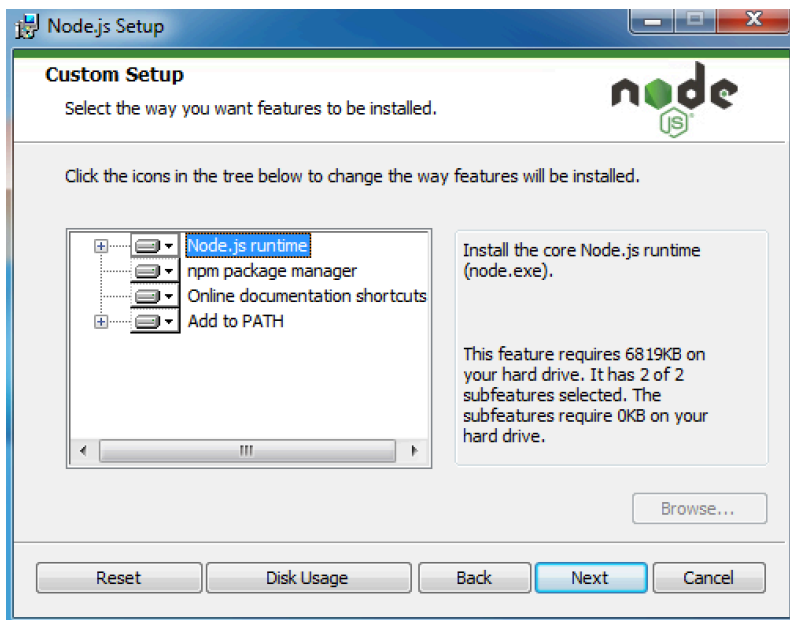 Node.js Setup
Custom Setup
Select the way you want features to be installed.
node
JS
Click the icons in the tree below to change the way features will be installed.
Node.js runtime
npm package manager
Online documentation shortcuts
Add to PATH
Install the core Node.js runtime
(node.exe).
This feature requires 6819KB on
your hard drive. It has 2 of 2
subfeatures selected. The
subfeatures require 0KB on your
hard drive.
Browse...
Reset
Disk Usage
Back
Next
Cancel